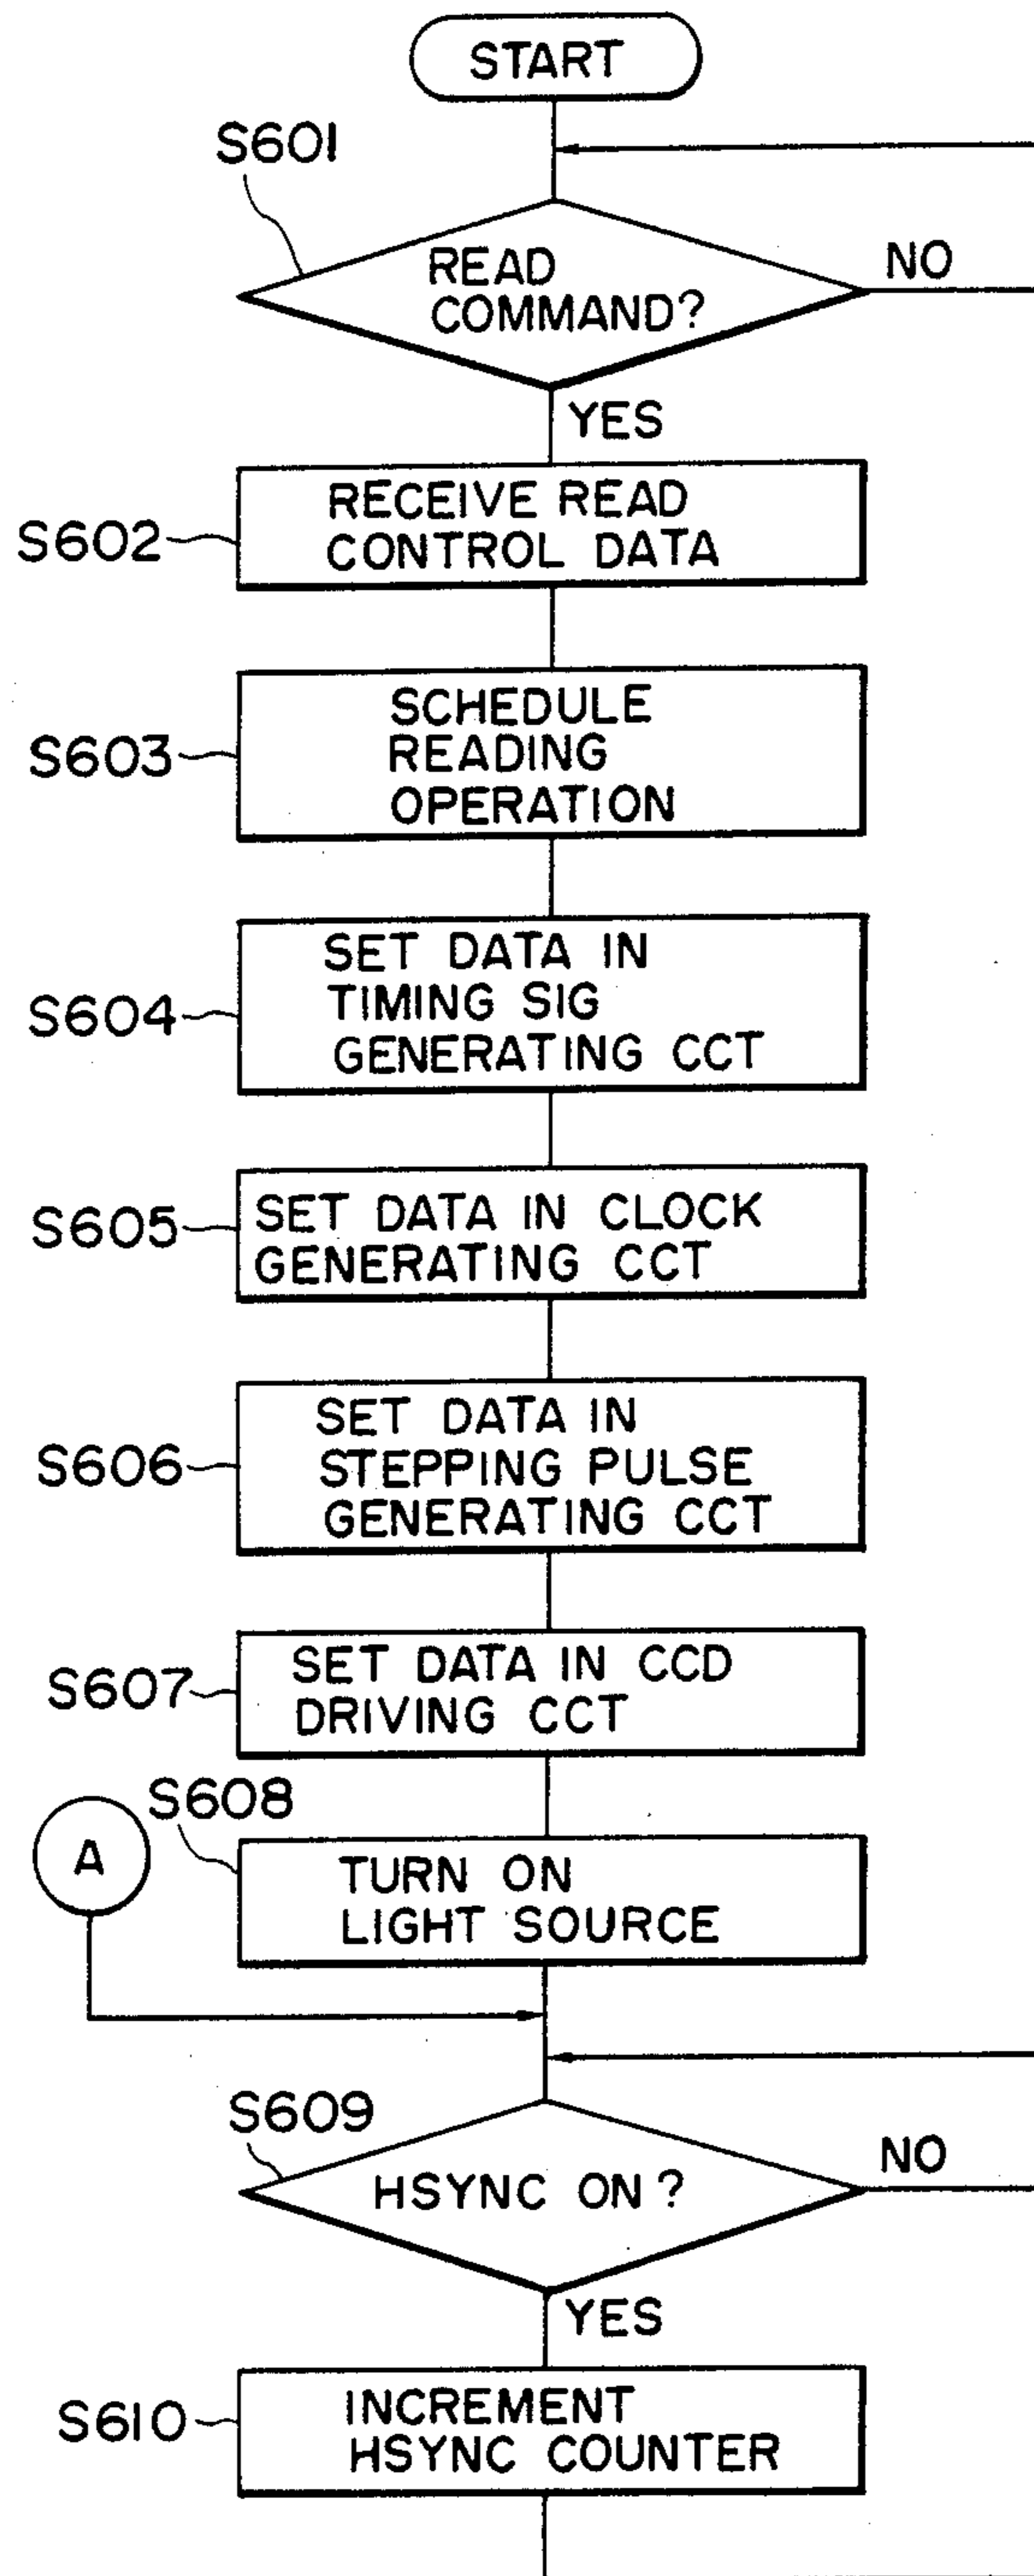 START
S601
READ
COMMAND?
NO
YES
S602
RECEIVE READ
CONTROL DATA
S603
SCHEDULE
READING
OPERATION
S604
SET DATA IN
TIMING SIG
GENERATING CCT
S605
SET DATA IN CLOCK
GENERATING CCT
S606
SET DATA IN
STEPPING PULSE
GENERATING CCT
S607
SET DATA IN CCD
DRIVING CCT
S608
A
TURN ON
LIGHT SOURCE
S609
HSYNC ON?
NO
YES
S610
INCREMENT
HSYNC COUNTER